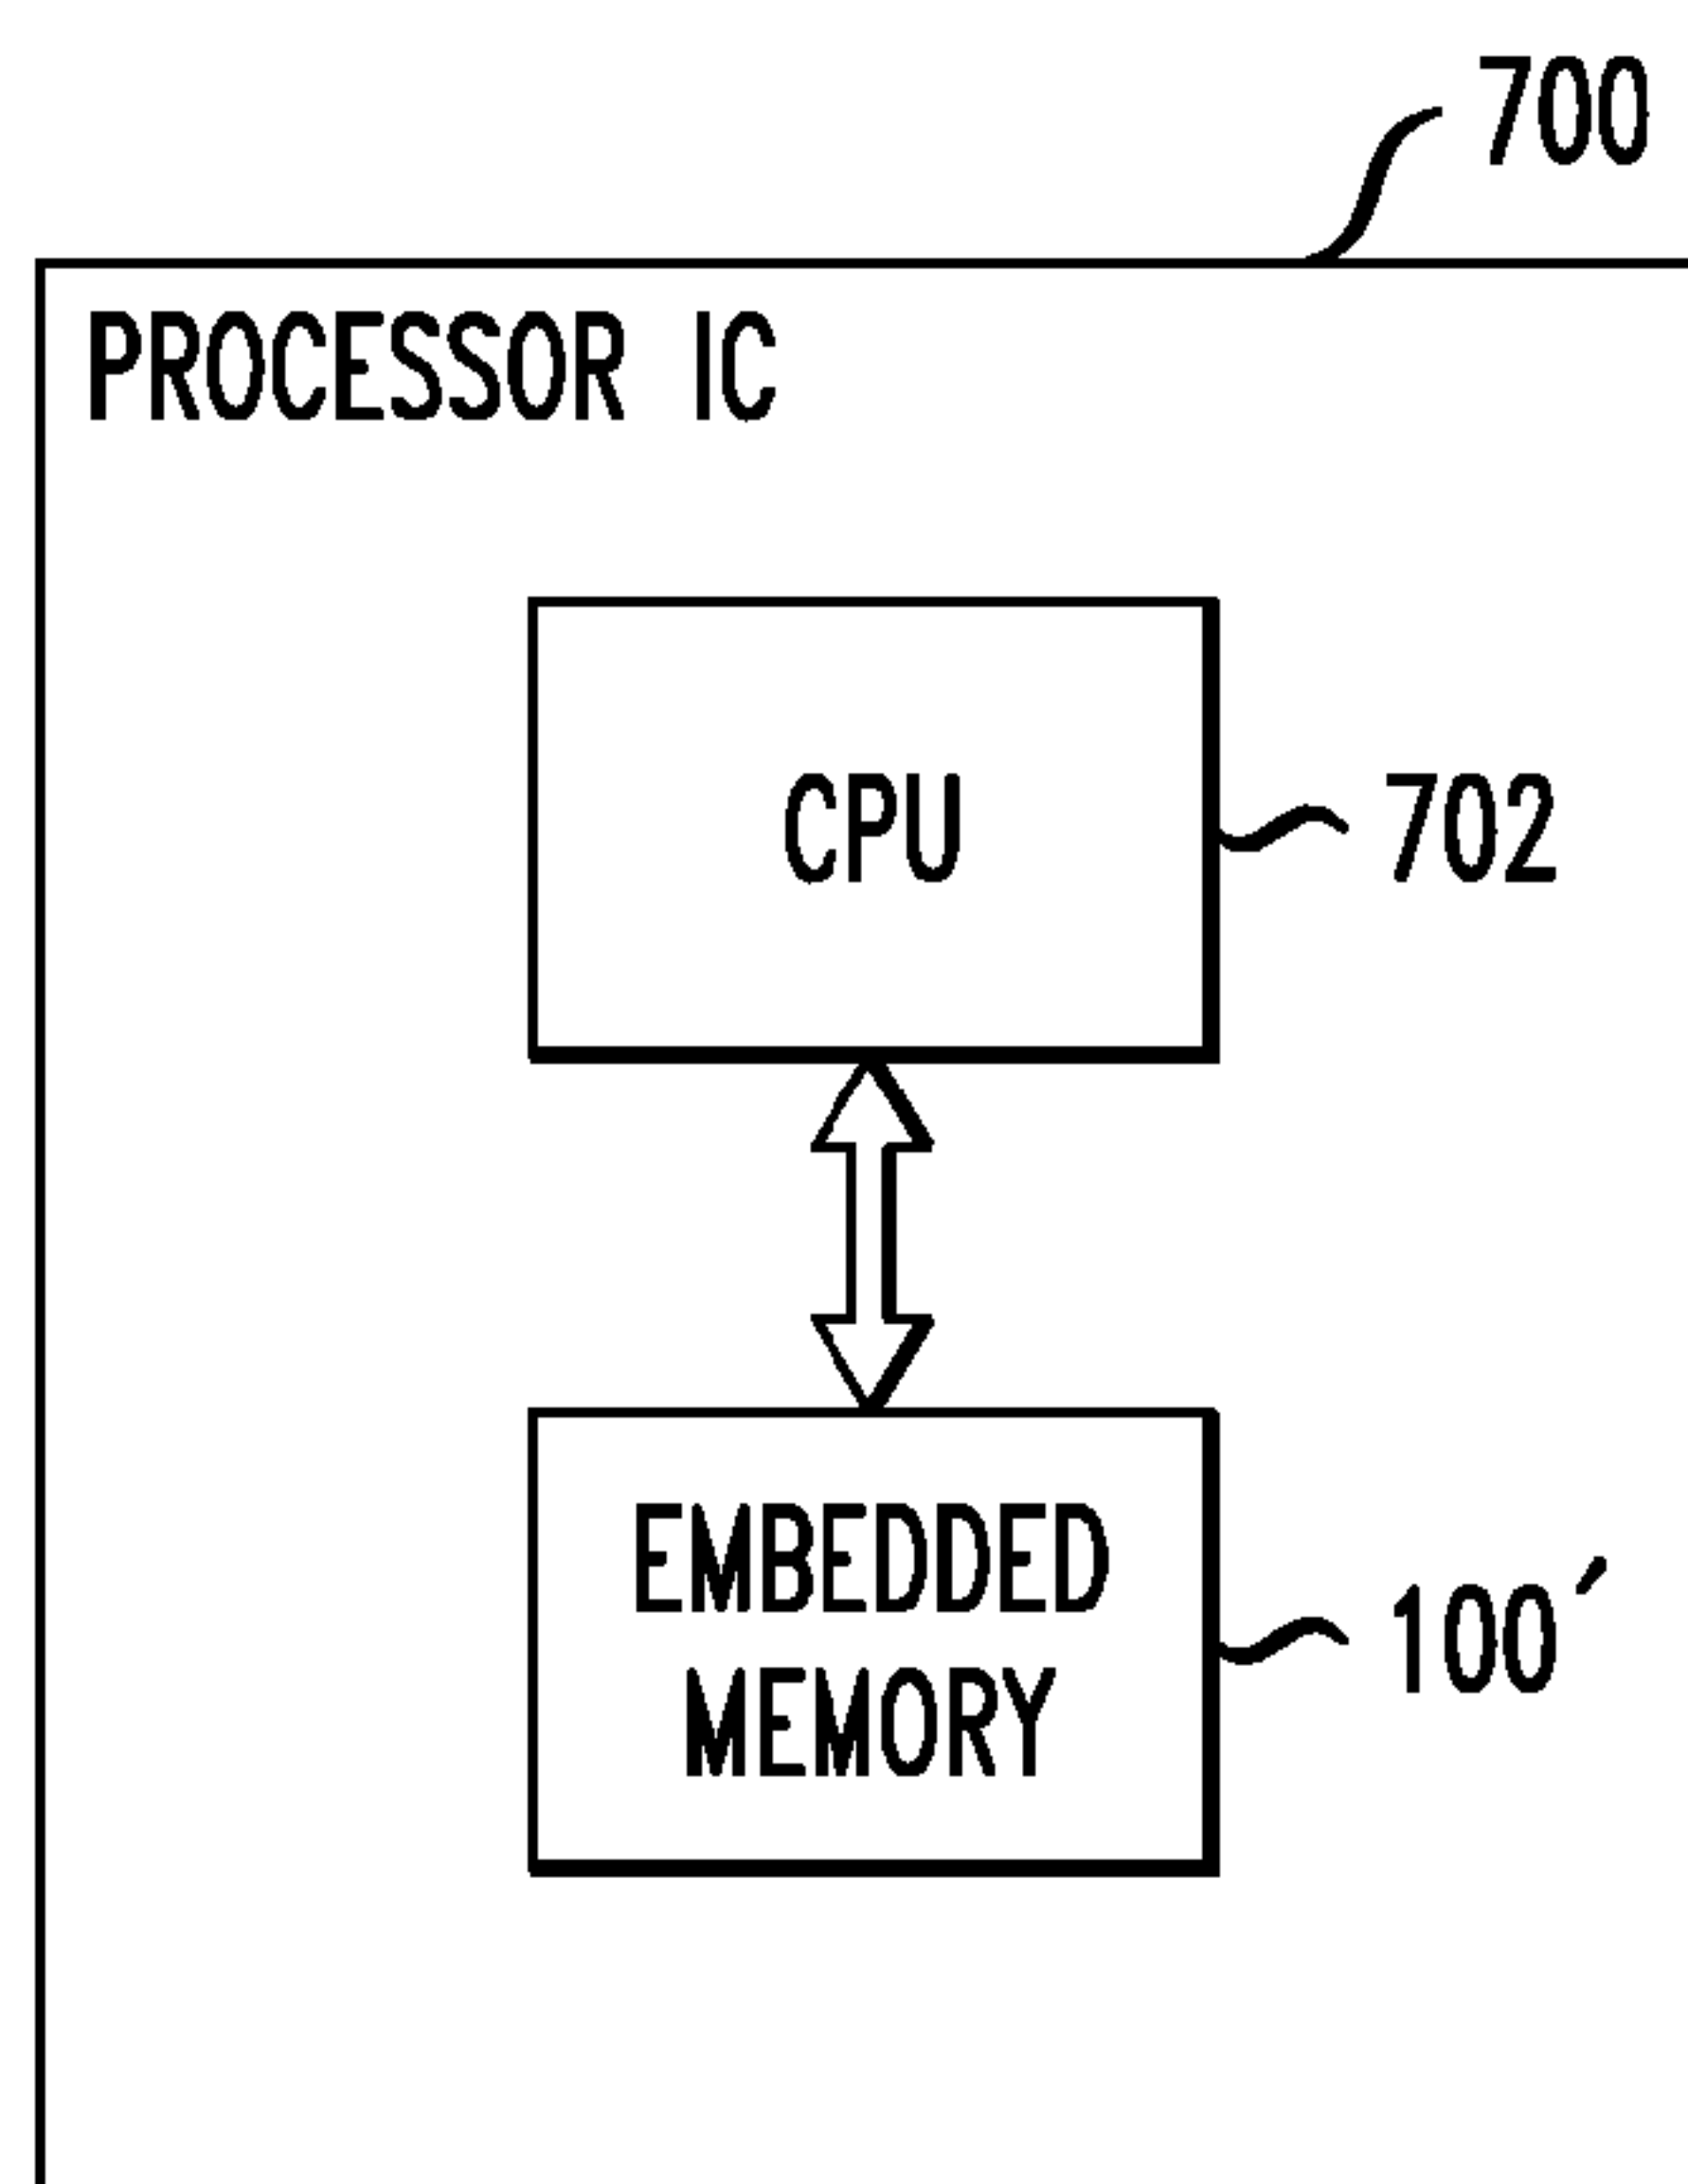 700
PROCESSOR IC
CPU
702
EMBEDDED
MEMORY
100′